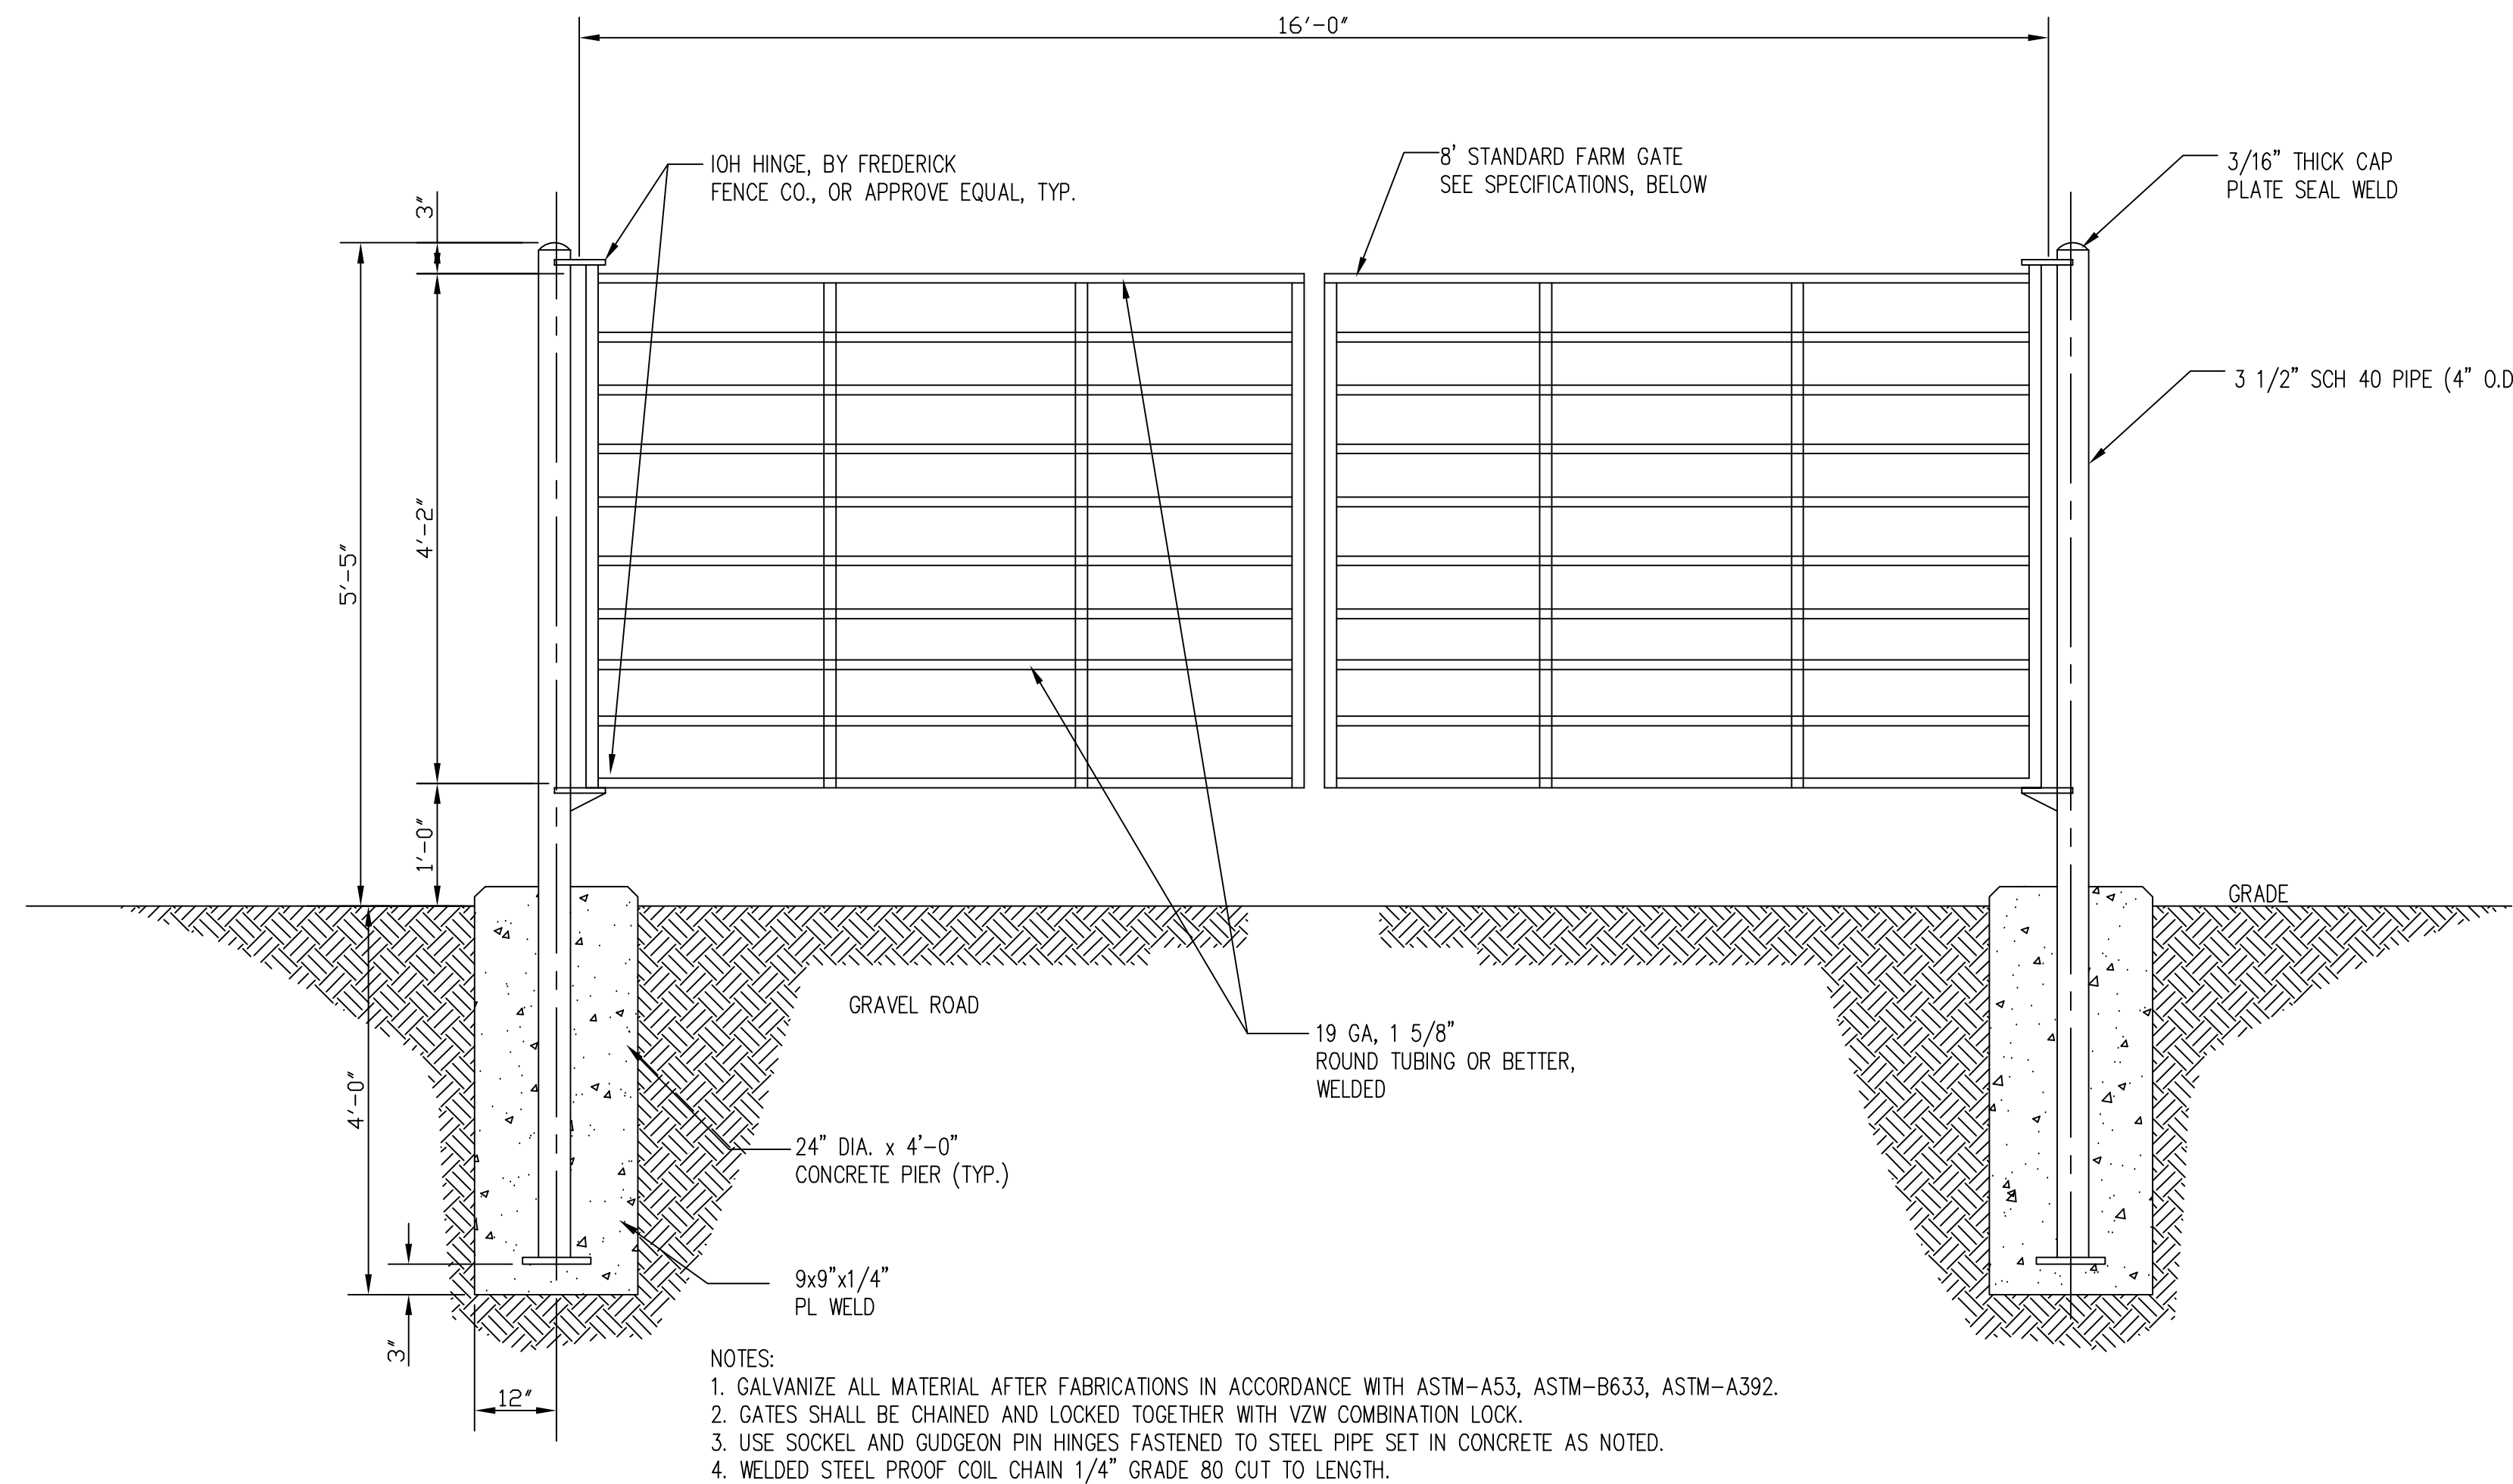 16'-0"
IOH HINGE, BY FREDERICK
FENCE CO., OR APPROVE EQUAL, TYP.
8' STANDARD FARM GATE
SEE SPECIFICATIONS, BELOW
3/16" THICK CAP
PLATE SEAL WELD
3"
3 1/2" SCH 40 PIPE (4" O.D
4'-2"
5'-5"
1'-0"
GRADE
GRAVEL ROAD
19 GA, 1 5/8"
ROUND TUBING OR BETTER,
WELDED
4'-0"
24" DIA. x 4'-0"
CONCRETE PIER (TYP.)
9x9"x1/4"
PL WELD
3"
12"
NOTES:
1. GALVANIZE ALL MATERIAL AFTER FABRICATIONS IN ACCORDANCE WITH ASTM-A53, ASTM-B633, ASTM-A392.
2. GATES SHALL BE CHAINED AND LOCKED TOGETHER WITH VZW COMBINATION LOCK.
3. USE SOCKEL AND GUDGEON PIN HINGES FASTENED TO STEEL PIPE SET IN CONCRETE AS NOTED.
4. WELDED STEEL PROOF COIL CHAIN 1/4" GRADE 80 CUT TO LENGTH.